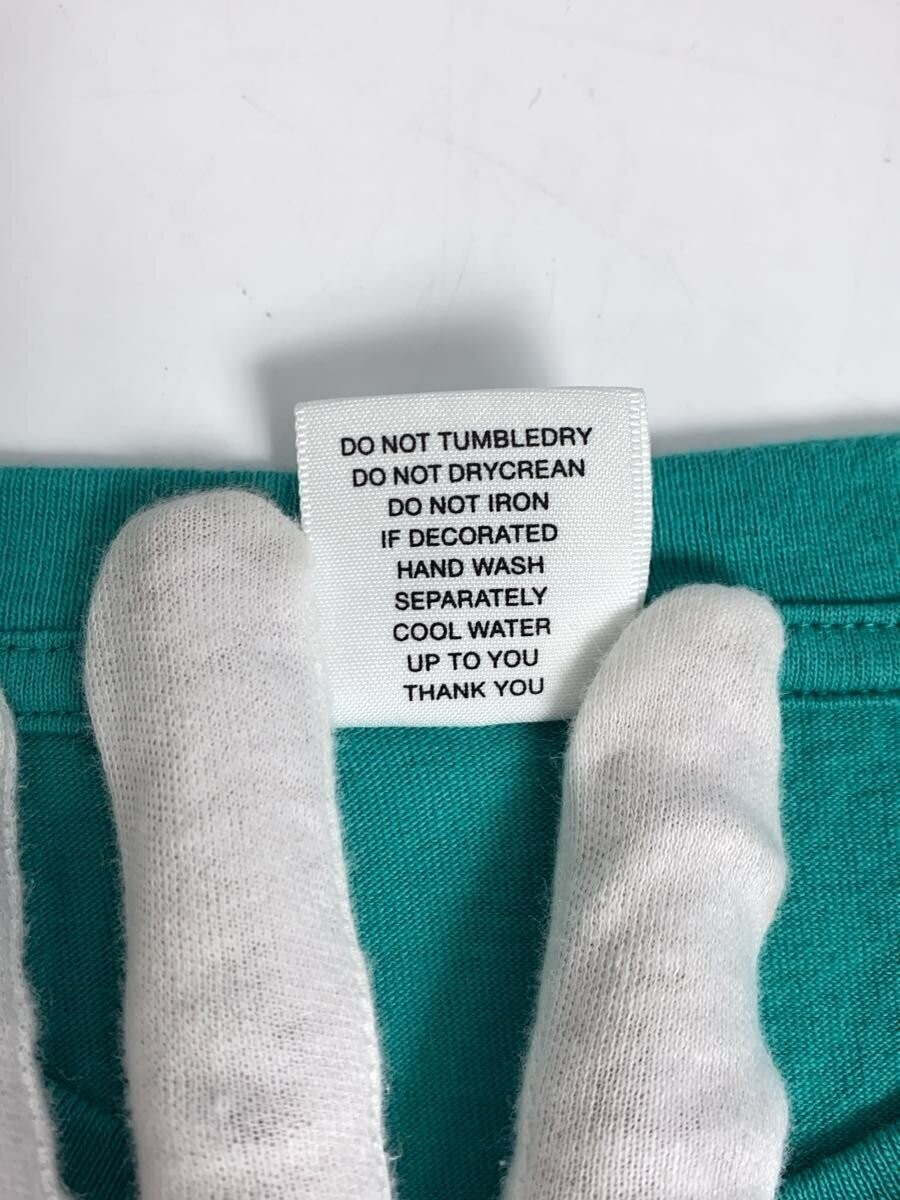 DO NOT TUMBLEDRY
DO NOT DRYCREAN
DO NOT IRON
IF DECORATED
HAND WASH
SEPARATELY
COOL WATER
UP TO YOU
THANK YOU